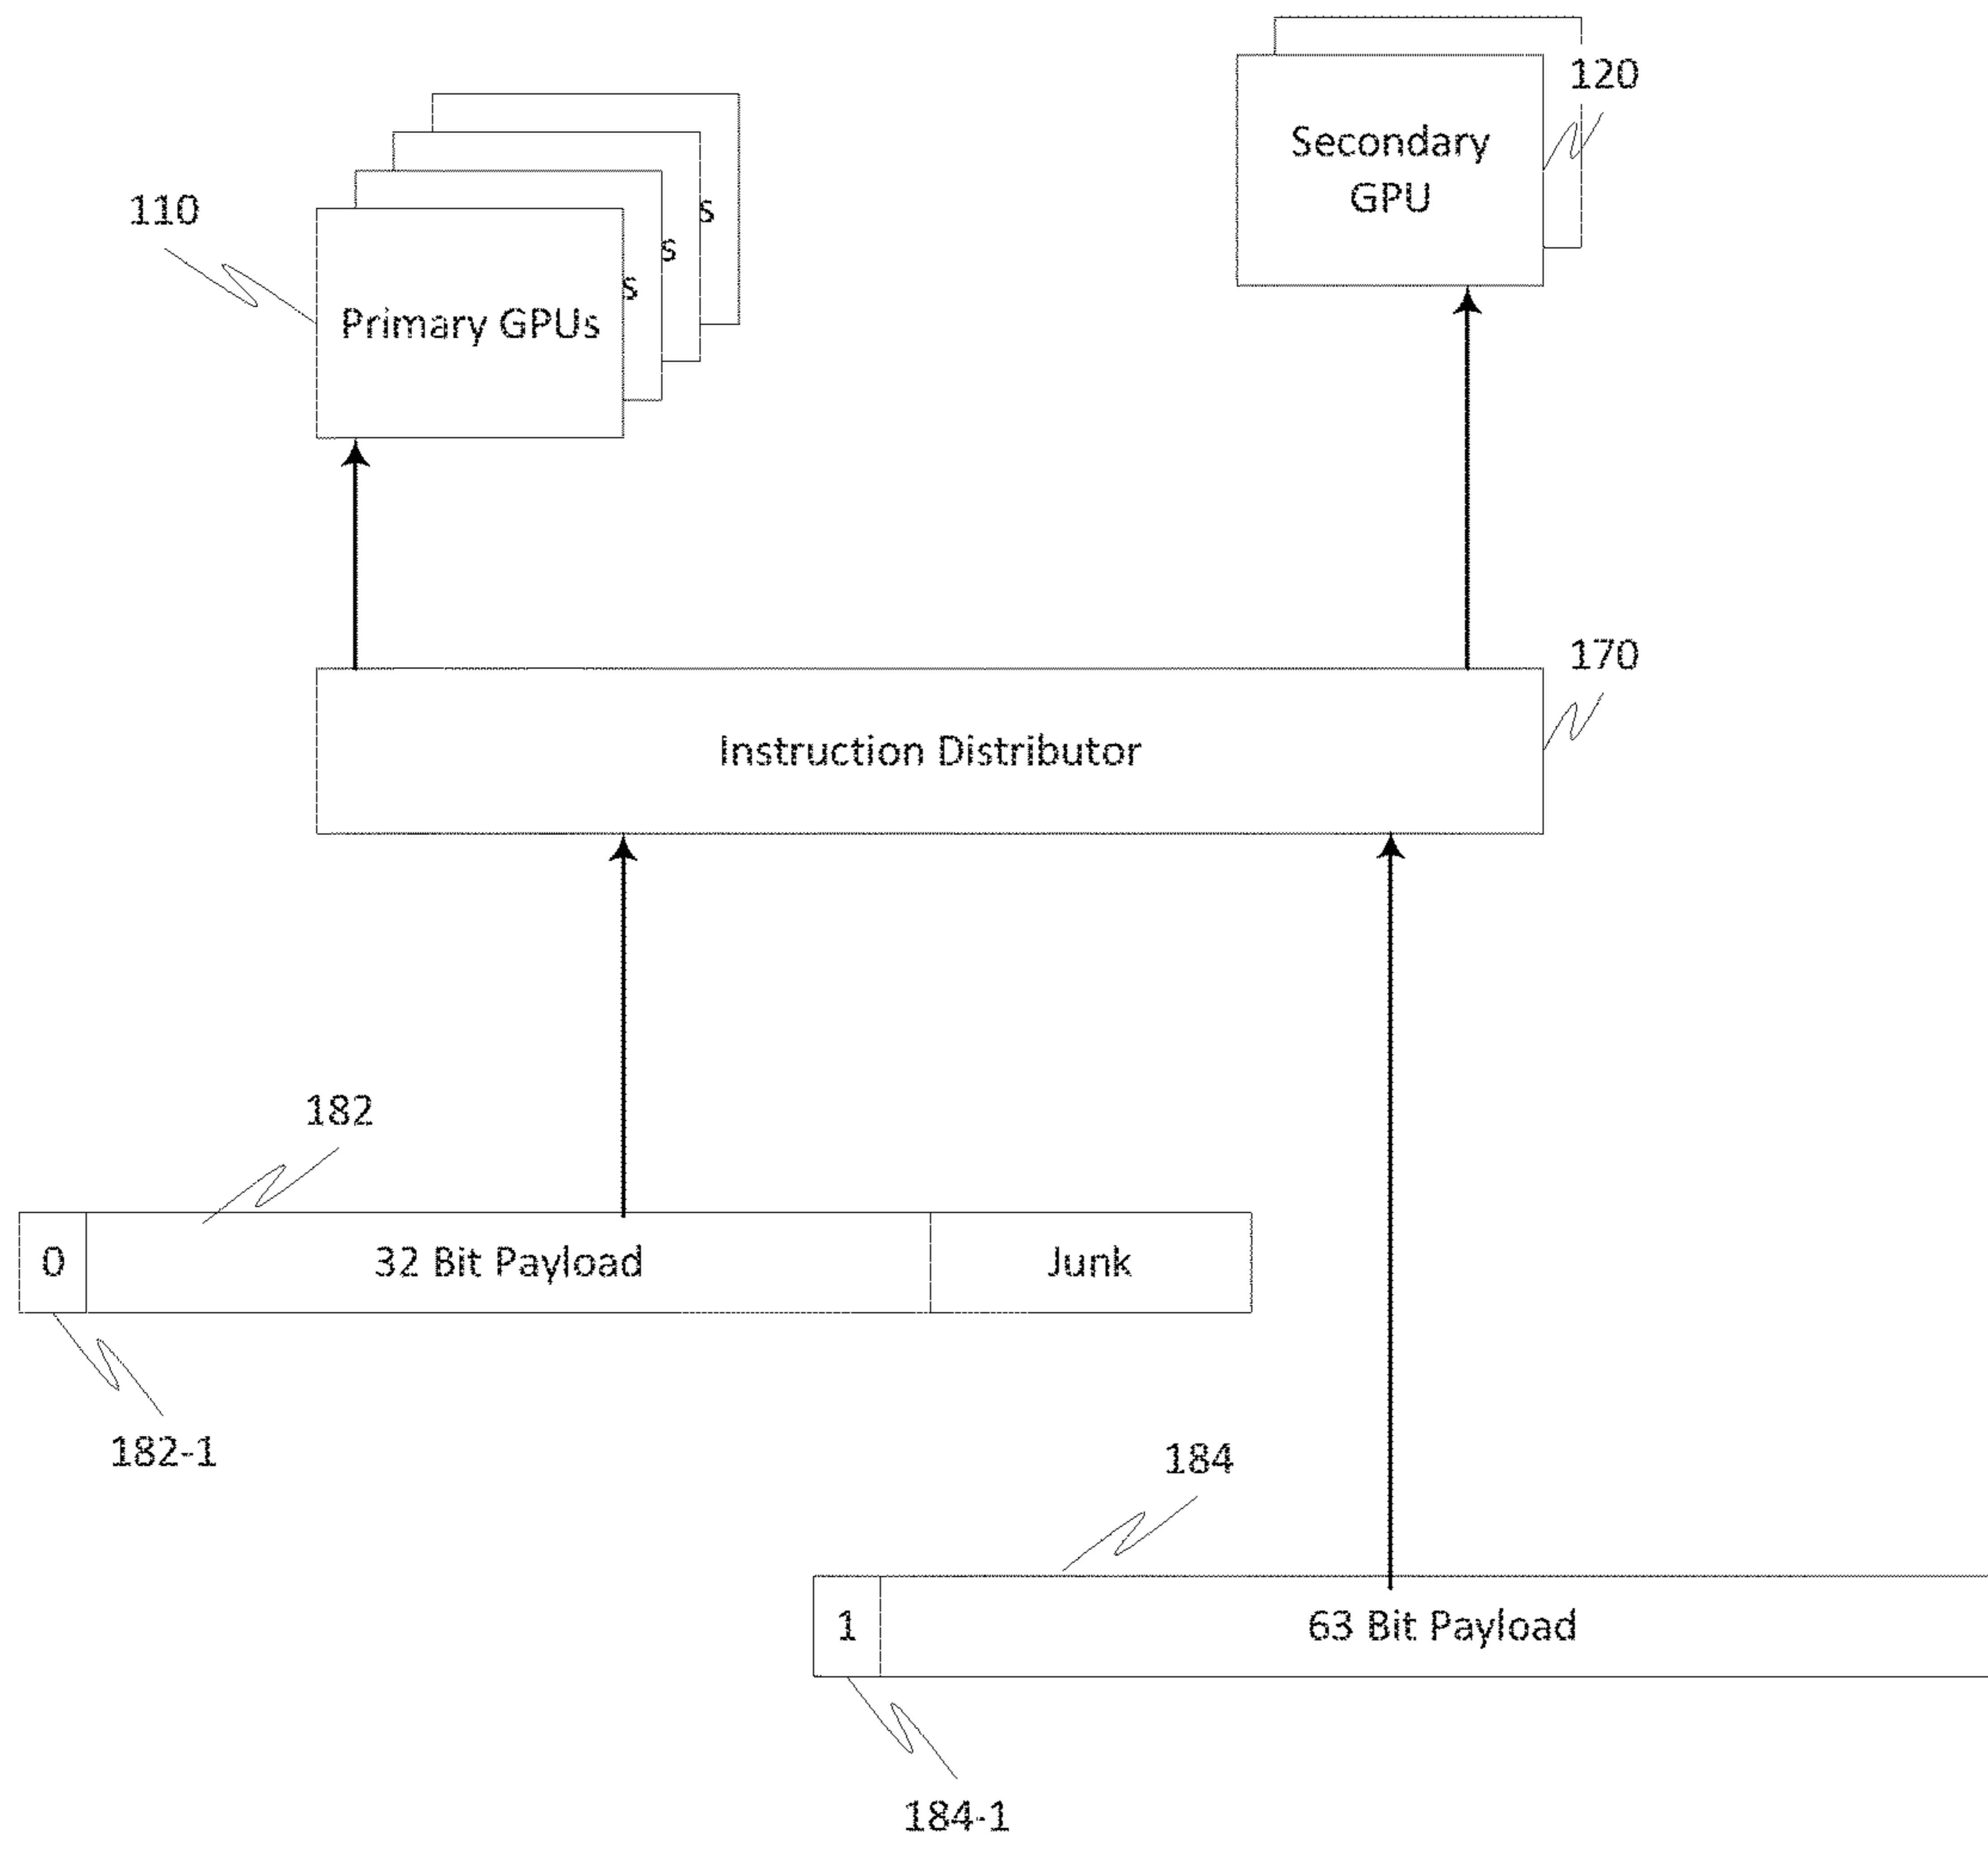 120
Secondary
GPU
110
s
s
s
Primary GPUs
170
Instruction Distributor
182
0
32 Bit Payload
Junk
182-1
184
1
63 Bit Payload
184-1